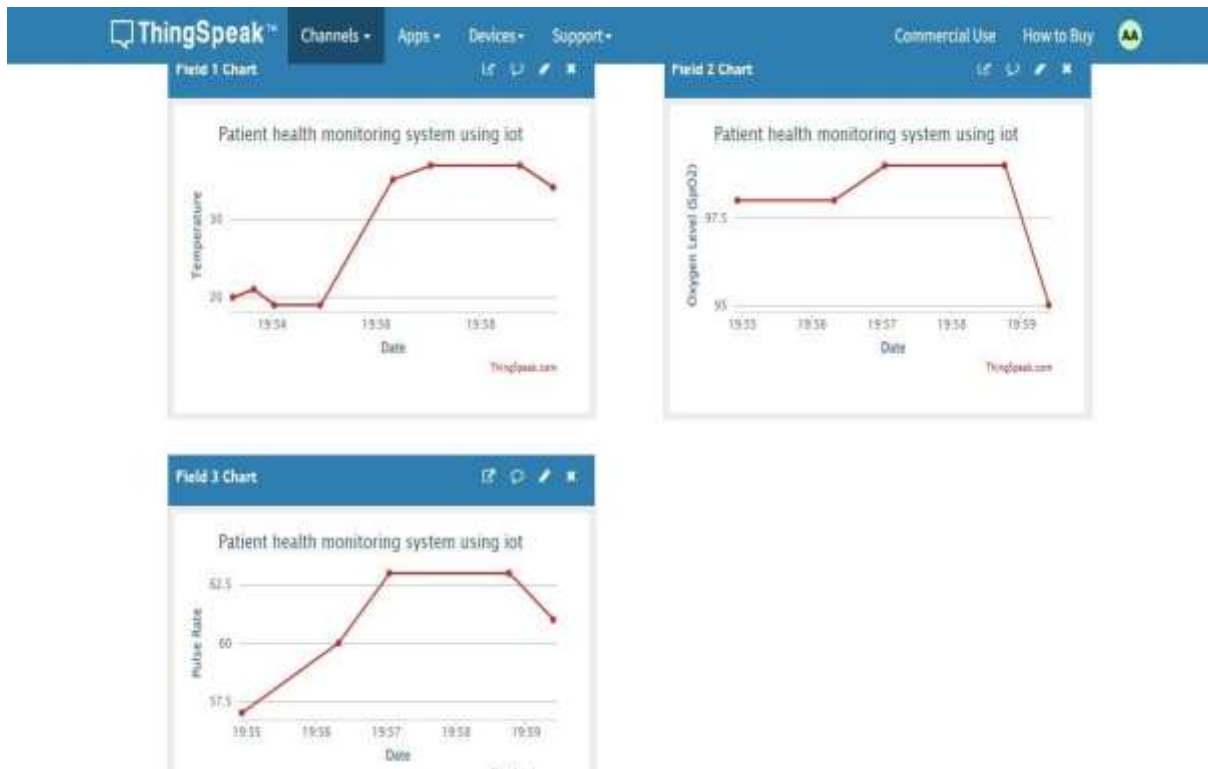 ThingSpeak™ Channels Apps Devices Support Commercial Use How to Buy AA
Field 1 Chart
Patient health monitoring system using iot
Temperature
30
20
19:54 19:56 19:58
Date
ThingSpeak.com
Field 2 Chart
Patient health monitoring system using iot
Oxygen Level (SpO2)
97.5
95
19:55 19:56 19:57 19:58 19:59
Date
ThingSpeak.com
Field 3 Chart
Patient health monitoring system using iot
Pulse Rate
62.5
60
57.5
19:55 19:56 19:57 19:58 19:59
Date